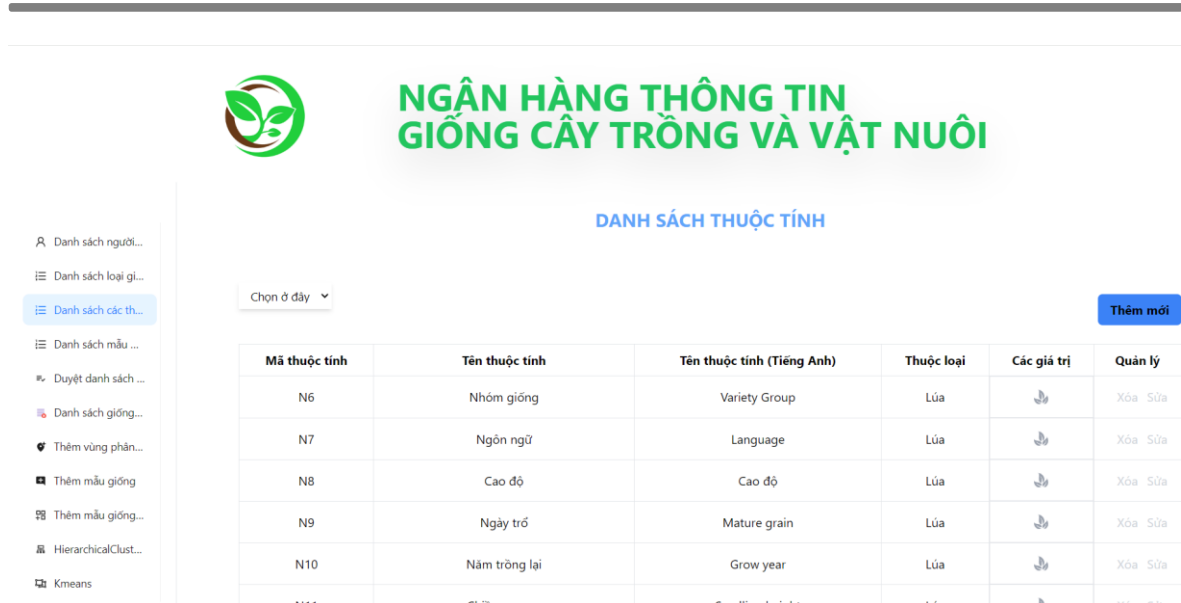 NGÂN HÀNG THÔNG TIN
GIỐNG CÂY TRỒNG VÀ VẬT NUÔI
DANH SÁCH THUỘC TÍNH
Danh sách người...
Danh sách loại gi...
Danh sách các th...
Danh sách mẫu ...
Duyệt danh sách ...
Danh sách giống...
Thêm vùng phân...
Thêm mẫu giống
Thêm mẫu giống...
HierarchicalClust...
Kmeans
Chọn ở đây
Thêm mới
Mã thuộc tính Tên thuộc tính Tên thuộc tính (Tiếng Anh) Thuộc loại Các giá trị Quản lý
N6 Nhóm giống Variety Group Lúa Xóa Sửa
N7 Ngôn ngữ Language Lúa Xóa Sửa
N8 Cao độ Cao độ Lúa Xóa Sửa
N9 Ngày trổ Mature grain Lúa Xóa Sửa
N10 Năm trồng lại Grow year Lúa Xóa Sửa